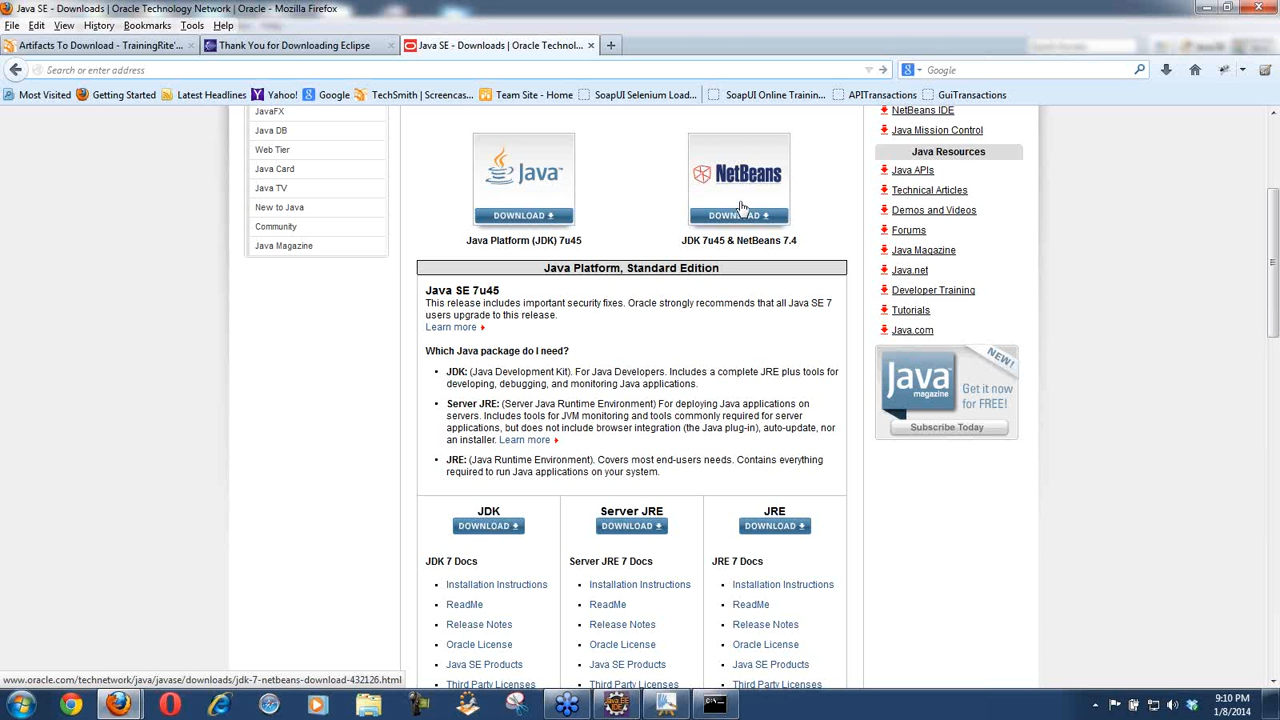 Java SE - Downloads | Oracle Technology Network | Oracle - Mozilla Firefox
File Edit View History Bookmarks Tools Help
Artifacts To Download - TrainingRite'... × Thank You for Downloading Eclipse × Java SE - Downloads | Oracle Technol... × +
Search or enter address
Google
Most Visited Getting Started Latest Headlines Yahoo! Google TechSmith | Screencas... Team Site - Home SoapUI Selenium Load... SoapUI Online Trainin... APITransactions GuiTransactions
JavaFX
Java DB
Web Tier
Java Card
Java TV
New to Java
Community
Java Magazine
Java
DOWNLOAD
Java Platform (JDK) 7u45
NetBeans
DOWNLOAD
JDK 7u45 & NetBeans 7.4
Java Platform, Standard Edition
Java SE 7u45
This release includes important security fixes. Oracle strongly recommends that all Java SE 7
users upgrade to this release.
Learn more
Which Java package do I need?
JDK: (Java Development Kit). For Java Developers. Includes a complete JRE plus tools for
developing, debugging, and monitoring Java applications.
Server JRE: (Server Java Runtime Environment) For deploying Java applications on
servers. Includes tools for JVM monitoring and tools commonly required for server
applications, but does not include browser integration (the Java plug-in), auto-update, nor
an installer. Learn more
JRE: (Java Runtime Environment). Covers most end-users needs. Contains everything
required to run Java applications on your system.
JDK
DOWNLOAD
JDK 7 Docs
Installation Instructions
ReadMe
Release Notes
Oracle License
Java SE Products
Third Party Licenses
Server JRE
DOWNLOAD
Server JRE 7 Docs
Installation Instructions
ReadMe
Release Notes
Oracle License
Java SE Products
Third Party Licenses
JRE
DOWNLOAD
JRE 7 Docs
Installation Instructions
ReadMe
Release Notes
Oracle License
Java SE Products
Third Party Licenses
NetBeans IDE
Java Mission Control
Java Resources
Java APIs
Technical Articles
Demos and Videos
Forums
Java Magazine
Java.net
Developer Training
Tutorials
Java.com
NEW!
Java
magazine
Get it now
for FREE!
Subscribe Today
www.oracle.com/technetwork/java/javase/downloads/jdk-7-netbeans-download-432126.html
9:10 PM
1/8/2014